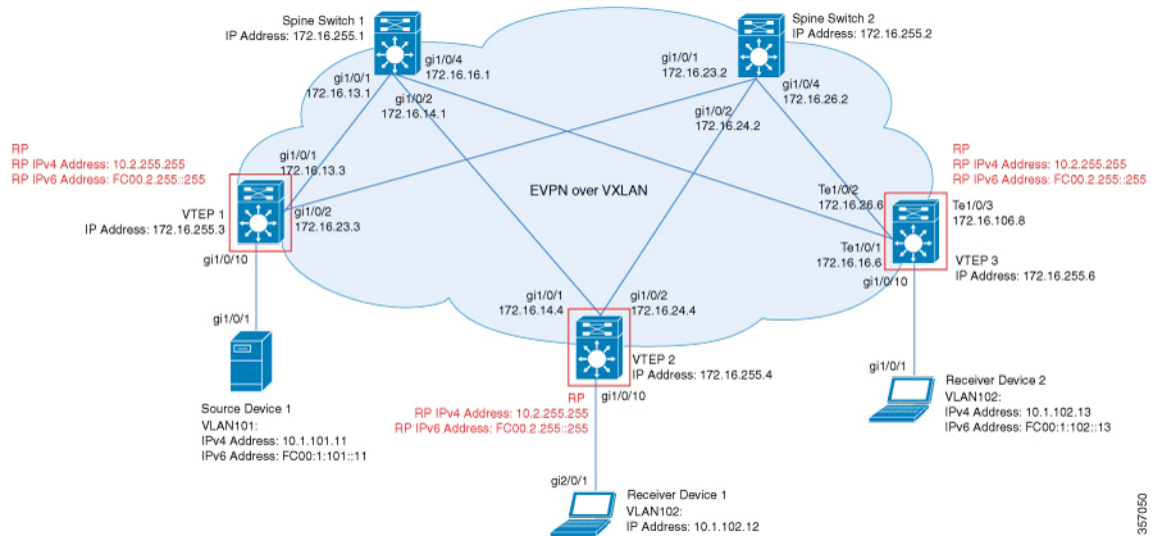 Spine Switch 1
IP Address: 172.16.255.1
Spine Switch 2
IP Address: 172.16.255.2
gi1/0/4
172.16.16.1
gi1/0/1
172.16.13.1
gi1/0/2
172.16.14.1
gi1/0/1
172.16.23.2
gi1/0/4
172.16.26.2
gi1/0/2
172.16.24.2
RP
RP IPv4 Address: 10.2.255.255
RP IPv6 Address: FC00.2.255::255
gi1/0/1
172.16.13.3
VTEP 1
IP Address: 172.16.255.3
gi1/0/2
172.16.23.3
gi1/0/10
EVPN over VXLAN
RP
RP IPv4 Address: 10.2.255.255
RP IPv6 Address: FC00.2.255::255
Te1/0/2
172.16.26.6
Te1/0/3
172.16.106.8
Te1/0/1
172.16.16.6
gi1/0/10
VTEP 3
IP Address: 172.16.255.6
gi1/0/1
172.16.14.4
gi1/0/2
172.16.24.4
VTEP 2
IP Address: 172.16.255.4
gi1/0/10
RP
RP IPv4 Address: 10.2.255.255
RP IPv6 Address: FC00.2.255::255
gi1/0/1
Source Device 1
VLAN101:
IPv4 Address: 10.1.101.11
IPv6 Address: FC00:1:101::11
gi1/0/1
Receiver Device 2
VLAN102:
IPv4 Address: 10.1.102.13
IPv6 Address: FC00:1:102::13
gi2/0/1
Receiver Device 1
VLAN102:
IP Address: 10.1.102.12
357050